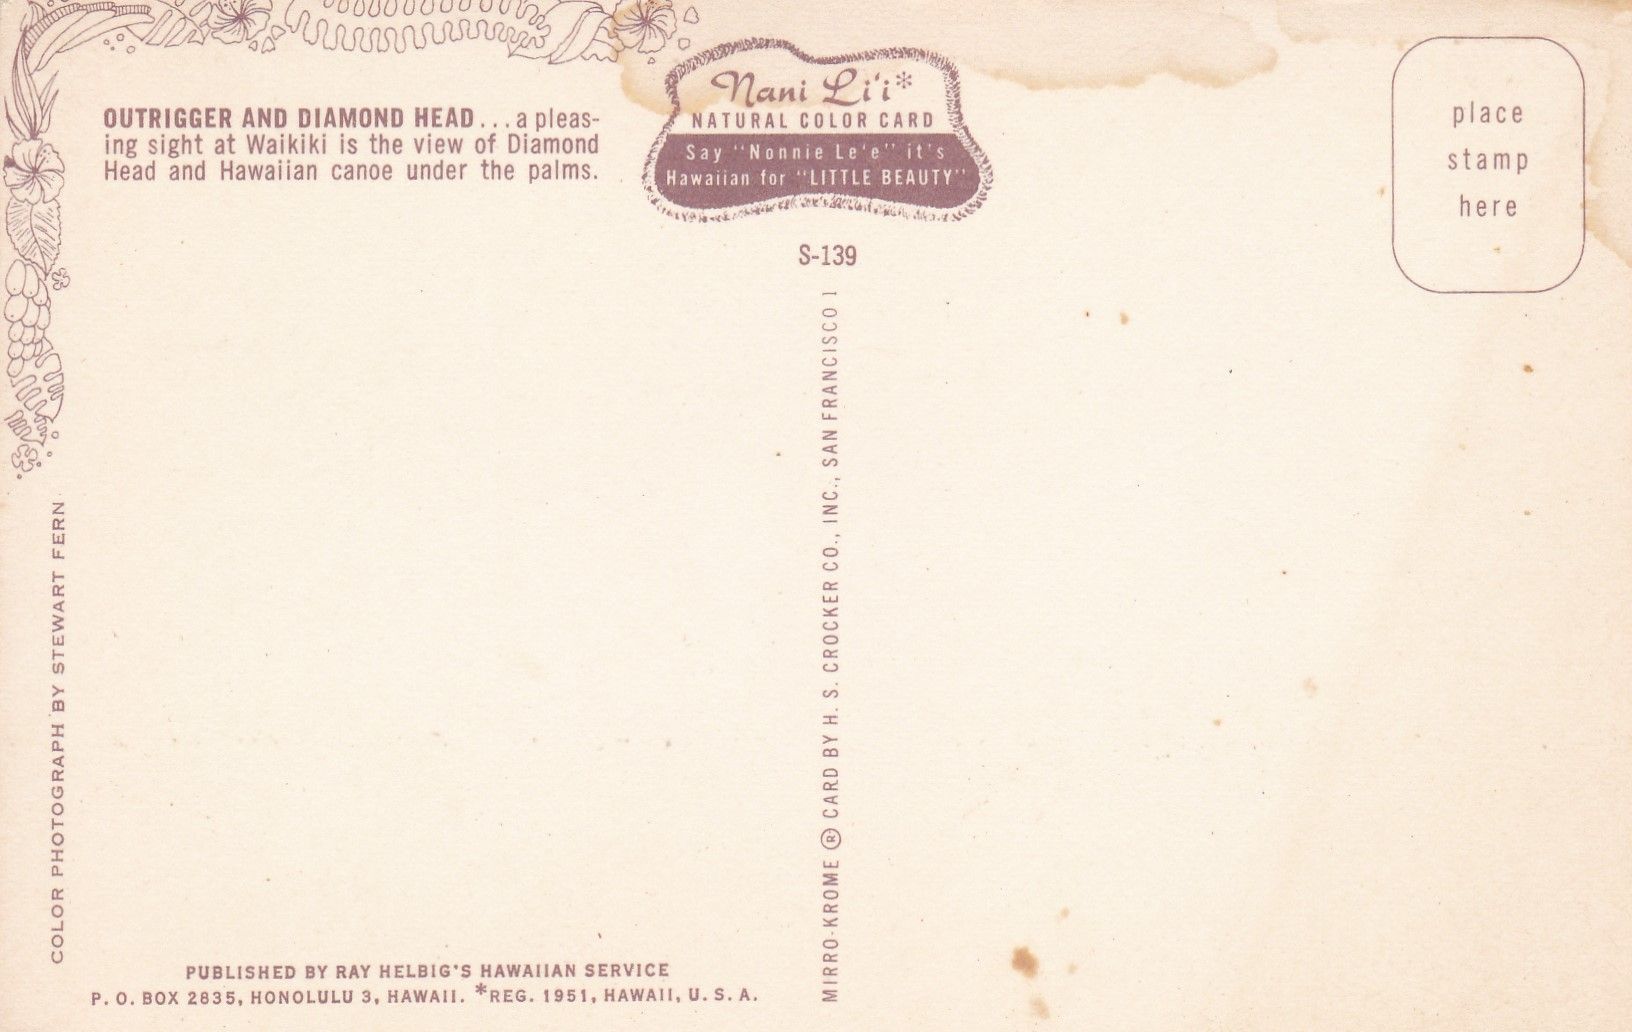 OUTRIGGER AND DIAMOND HEAD...a pleas-
ing sight at Waikiki is the view of Diamond
Head and Hawaiian canoe under the palms.
Nani Li'i*
NATURAL COLOR CARD
Say "Nonnie Le'e" it's
Hawaiian for "LITTLE BEAUTY"
S-139
place
stamp
here
COLOR PHOTOGRAPH BY STEWART FERN
MIRRO-KROME ® CARD BY H. S. CROCKER CO., INC., SAN FRANCISCO 1
PUBLISHED BY RAY HELBIG'S HAWAIIAN SERVICE
P. O. BOX 2835, HONOLULU 3, HAWAII. *REG. 1951, HAWAII, U. S. A.